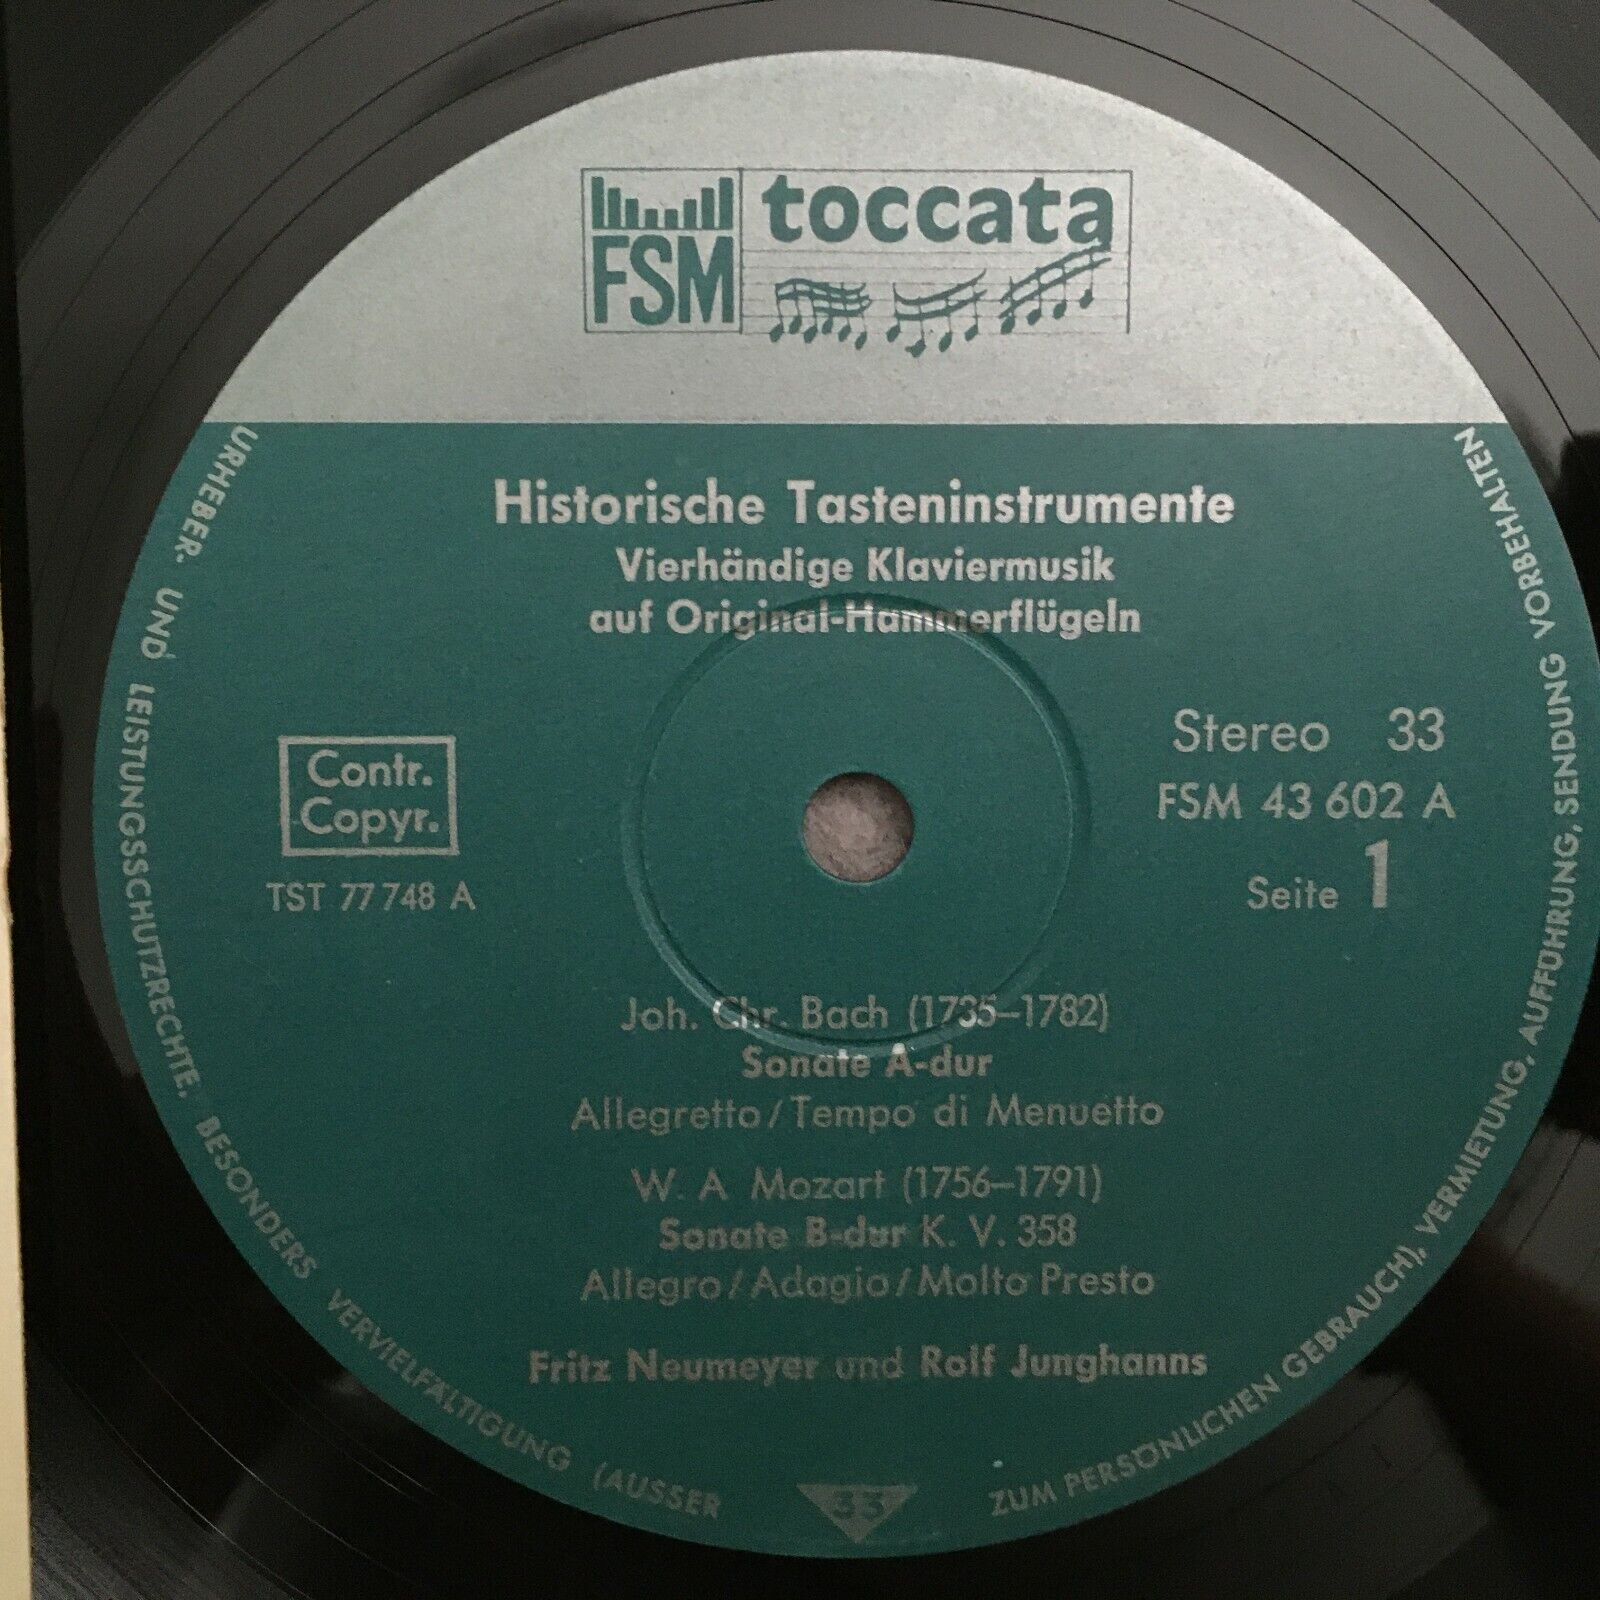 FSM toccata
Historische Tasteninstrumente
Vierhändige Klaviermusik
auf Original-Hammerflügeln
Contr.
Copyr.
TST 77 748 A
Stereo 33
FSM 43 602 A
Seite 1
Joh. Chr. Bach (1735–1782)
Sonate A-dur
Allegretto/Tempo di Menuetto
W. A Mozart (1756–1791)
Sonate B-dur K. V. 358
Allegro/Adagio/Molto Presto
Fritz Neumeyer und Rolf Junghanns
33
URHEBER- UND LEISTUNGSSCHUTZRECHTE, BESONDERS VERVIELFÄLTIGUNG (AUSSER ZUM PERSÖNLICHEN GEBRAUCH), VERMIETUNG, AUFFÜHRUNG, SENDUNG VORBEHALTEN